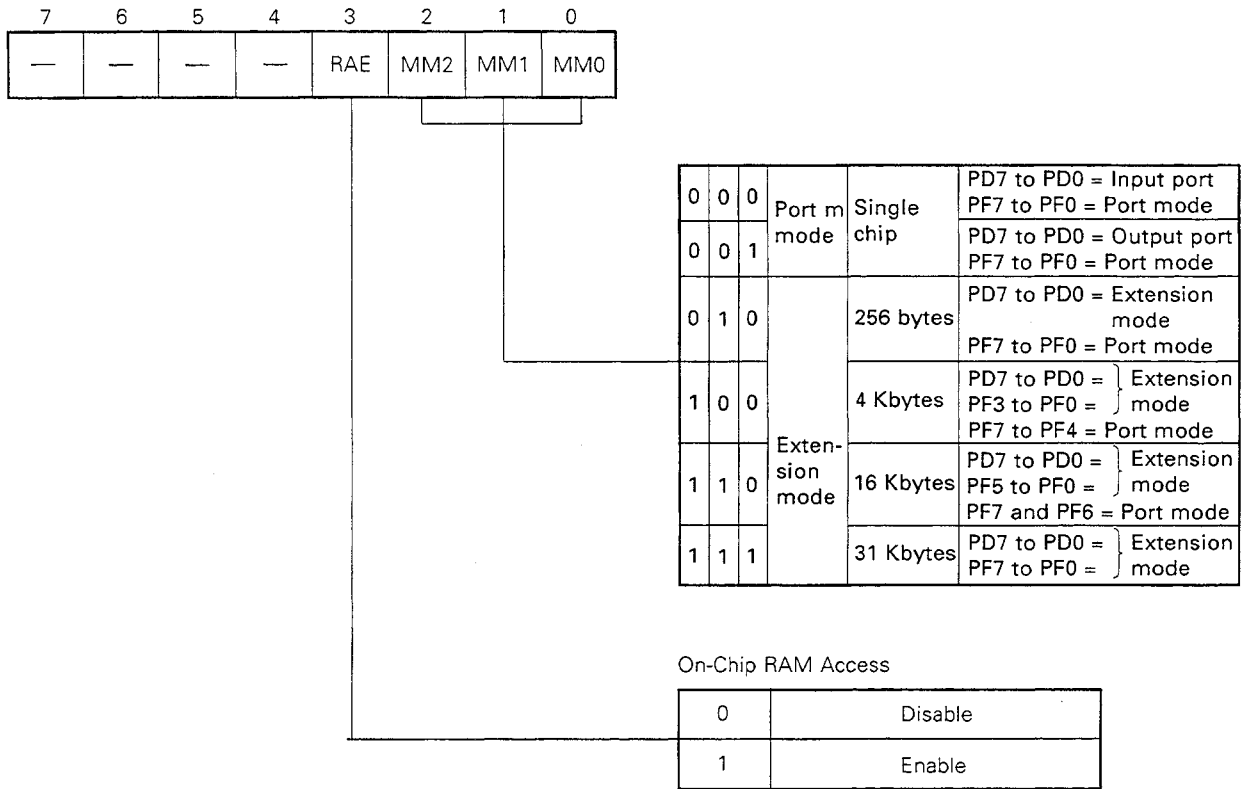 7 6 5 4 3 2 1 0
— — — — RAE MM2 MM1 MM0
0 0 0 Port m mode Single chip PD7 to PD0 = Input port
PF7 to PF0 = Port mode
0 0 1 PD7 to PD0 = Output port
PF7 to PF0 = Port mode
0 1 0 Exten-sion mode 256 bytes PD7 to PD0 = Extension mode
PF7 to PF0 = Port mode
1 0 0 4 Kbytes PD7 to PD0 = } Extension
PF3 to PF0 = } mode
PF7 to PF4 = Port mode
1 1 0 16 Kbytes PD7 to PD0 = } Extension
PF5 to PF0 = } mode
PF7 and PF6 = Port mode
1 1 1 31 Kbytes PD7 to PD0 = } Extension
PF7 to PF0 = } mode
On-Chip RAM Access
0 Disable
1 Enable